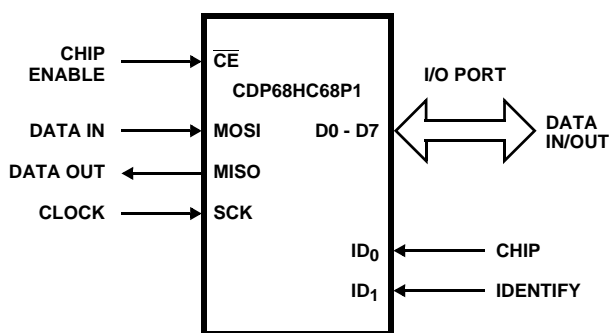 CHIP
ENABLE
CE
CDP68HC68P1
I/O PORT
DATA IN
MOSI
D0 - D7
DATA
IN/OUT
DATA OUT
MISO
CLOCK
SCK
ID0
CHIP
ID1
IDENTIFY